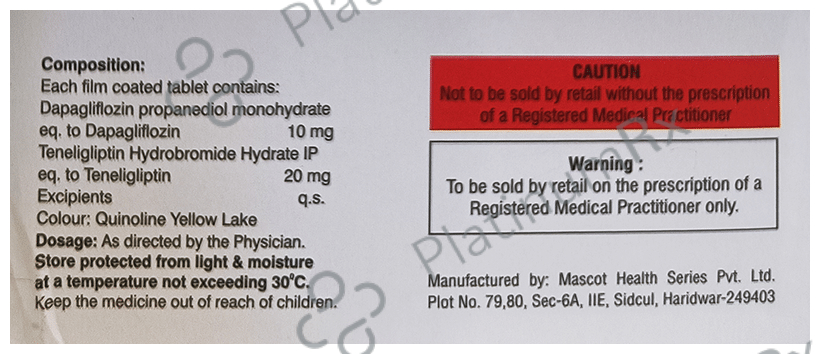 Composition:
Each film coated tablet contains:
Dapagliflozin propanediol monohydrate
eq. to Dapagliflozin 10 mg
Teneligliptin Hydrobromide Hydrate IP
eq. to Teneligliptin 20 mg
Excipients q.s.
Colour: Quinoline Yellow Lake
Dosage: As directed by the Physician.
Store protected from light & moisture
at a temperature not exceeding 30°C.
Keep the medicine out of reach of children.
CAUTION
Not to be sold by retail without the prescription
of a Registered Medical Practitioner
Warning :
To be sold by retail on the prescription of a
Registered Medical Practitioner only.
Manufactured by: Mascot Health Series Pvt. Ltd.
Plot No. 79,80, Sec-6A, IIE, Sidcul, Haridwar-249403
PlatinumRx